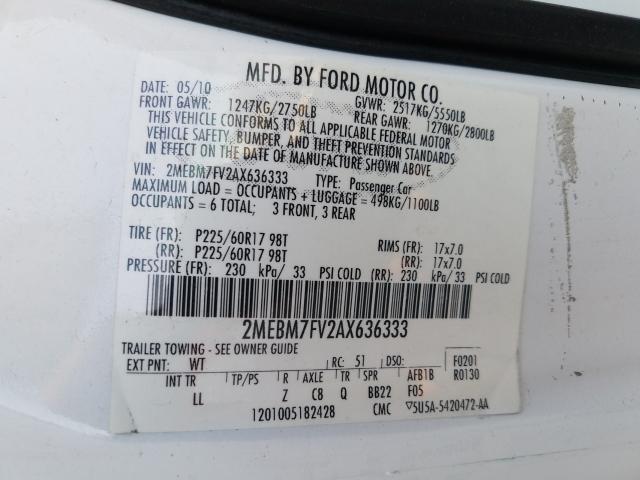 MFD. BY FORD MOTOR CO.
DATE: 05/10 GVWR: 2517KG/5550LB
FRONT GAWR: 1247KG/2750LB REAR GAWR: 1270KG/2800LB
THIS VEHICLE CONFORMS TO ALL APPLICABLE FEDERAL MOTOR
VEHICLE SAFETY, BUMPER, AND THEFT PREVENTION STANDARDS
IN EFFECT ON THE DATE OF MANUFACTURE SHOWN ABOVE.
VIN: 2MEBM7FV2AX636333 TYPE: Passenger Car
MAXIMUM LOAD = OCCUPANTS + LUGGAGE = 498KG/1100LB
OCCUPANTS = 6 TOTAL; 3 FRONT, 3 REAR
TIRE (FR): P225/60R17 98T RIMS (FR): 17x7.0
(RR): P225/60R17 98T (RR): 17x7.0
PRESSURE (FR): 230 kPa/ 33 PSI COLD (RR): 230 kPa/ 33 PSI COLD
2MEBM7FV2AX636333
TRAILER TOWING - SEE OWNER GUIDE
EXT PNT: WT RC: 51 DSO: F0201
INT TR TP/PS R AXLE TR SPR AFB1B R0130
LL Z C8 Q BB22 F05
1201005182428 CMC ▽5U5A-5420472-AA